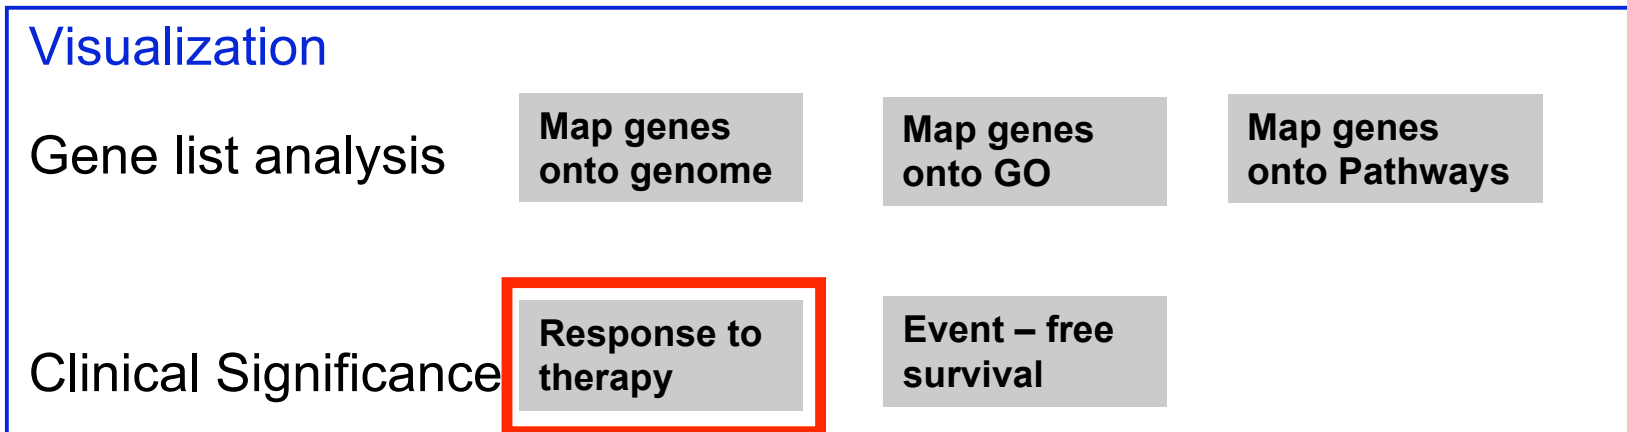 Visualization
Gene list analysis
Map genes
onto genome
Map genes
onto GO
Map genes
onto Pathways
Clinical Significance
Response to
therapy
Event – free
survival